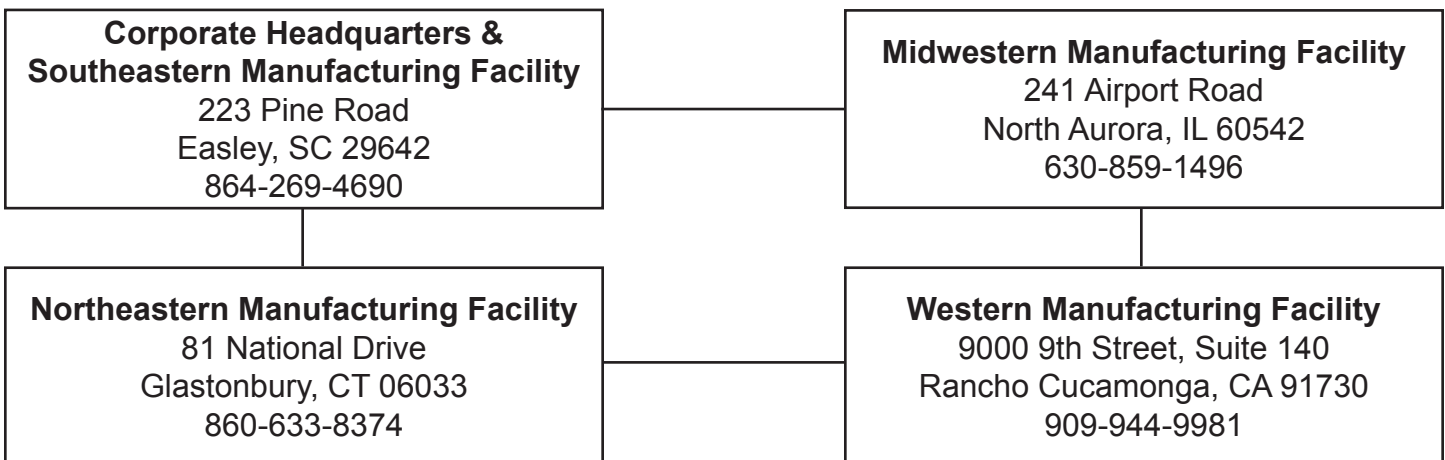 Corporate Headquarters &
Southeastern Manufacturing Facility
223 Pine Road
Easley, SC 29642
864-269-4690
Midwestern Manufacturing Facility
241 Airport Road
North Aurora, IL 60542
630-859-1496
Northeastern Manufacturing Facility
81 National Drive
Glastonbury, CT 06033
860-633-8374
Western Manufacturing Facility
9000 9th Street, Suite 140
Rancho Cucamonga, CA 91730
909-944-9981